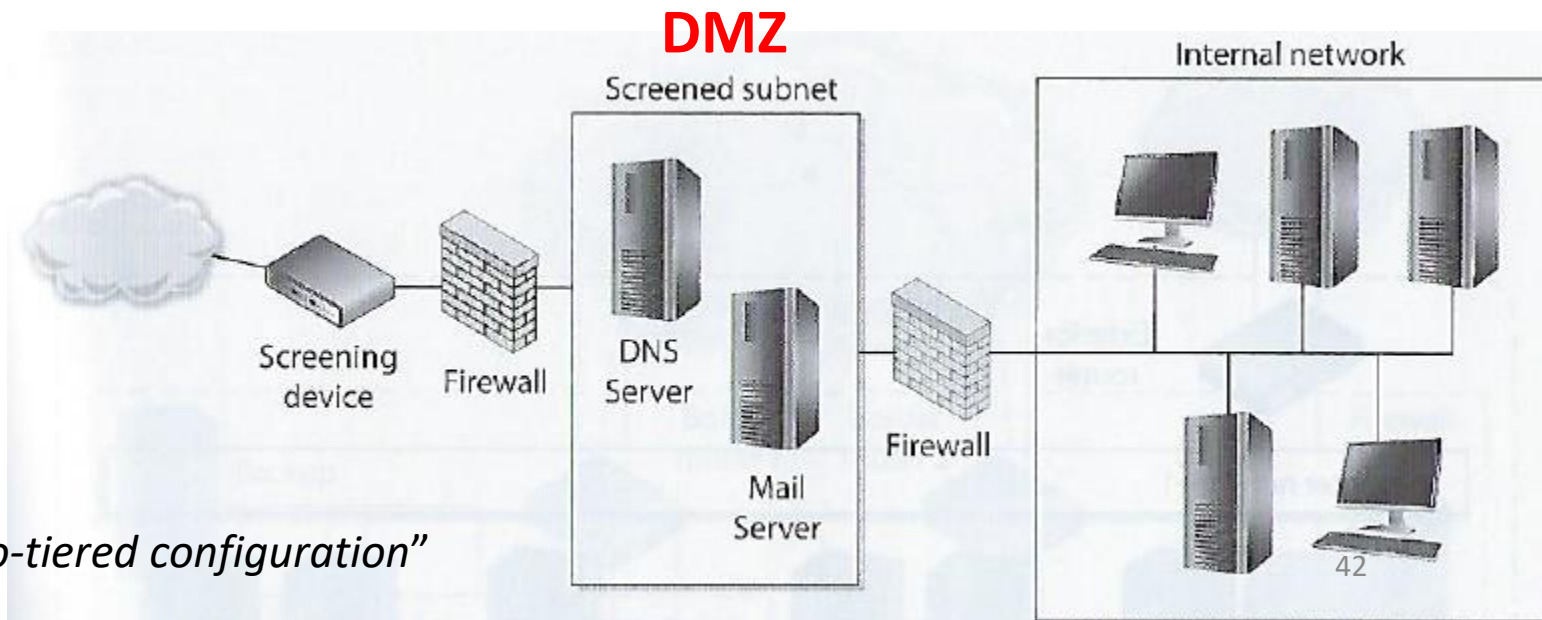 DMZ
Screened subnet
Internal network
Screening
device
Firewall
DNS
Server
Mail
Server
Firewall
o-tiered configuration”
42